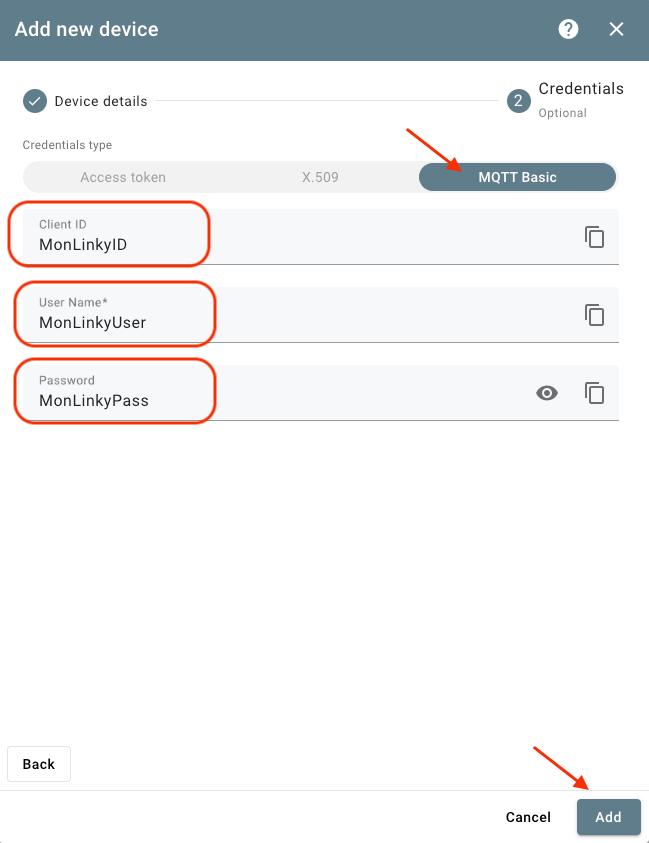 Add new device
Device details
2
Credentials
Optional
Credentials type
Access token
X.509
MQTT Basic
Client ID
MonLinkyID
User Name*
MonLinkyUser
Password
MonLinkyPass
Back
Cancel
Add